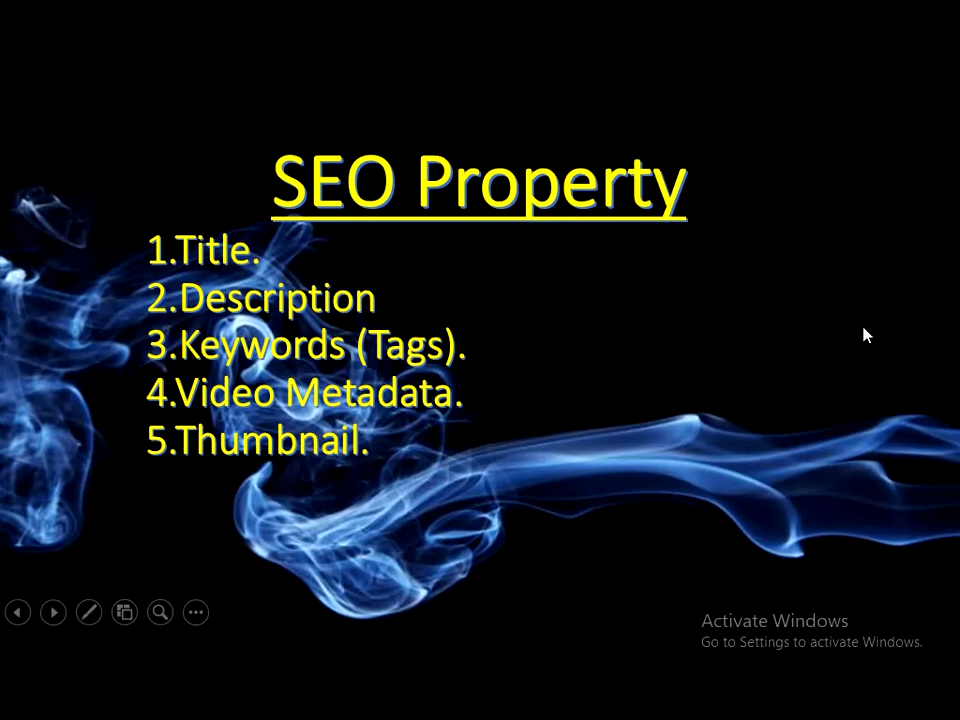 SEO Property
1.Title.
2.Description
3.Keywords (Tags).
4.Video Metadata.
5.Thumbnail.
Activate Windows
Go to Settings to activate Windows.